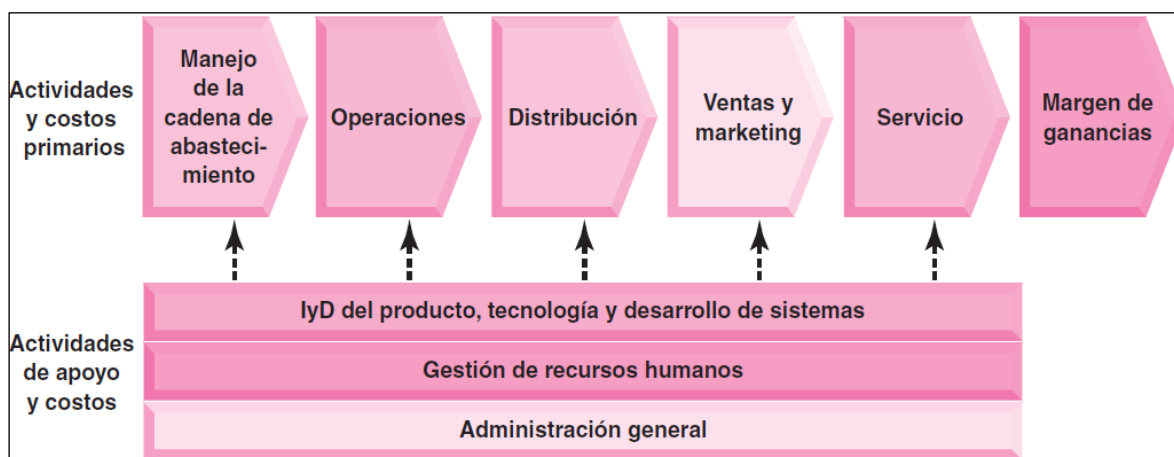 Actividades
y costos
primarios
Manejo
de la
cadena de
abasteci-
miento
Operaciones
Distribución
Ventas y
marketing
Servicio
Margen de
ganancias
Actividades
de apoyo
y costos
IyD del producto, tecnología y desarrollo de sistemas
Gestión de recursos humanos
Administración general